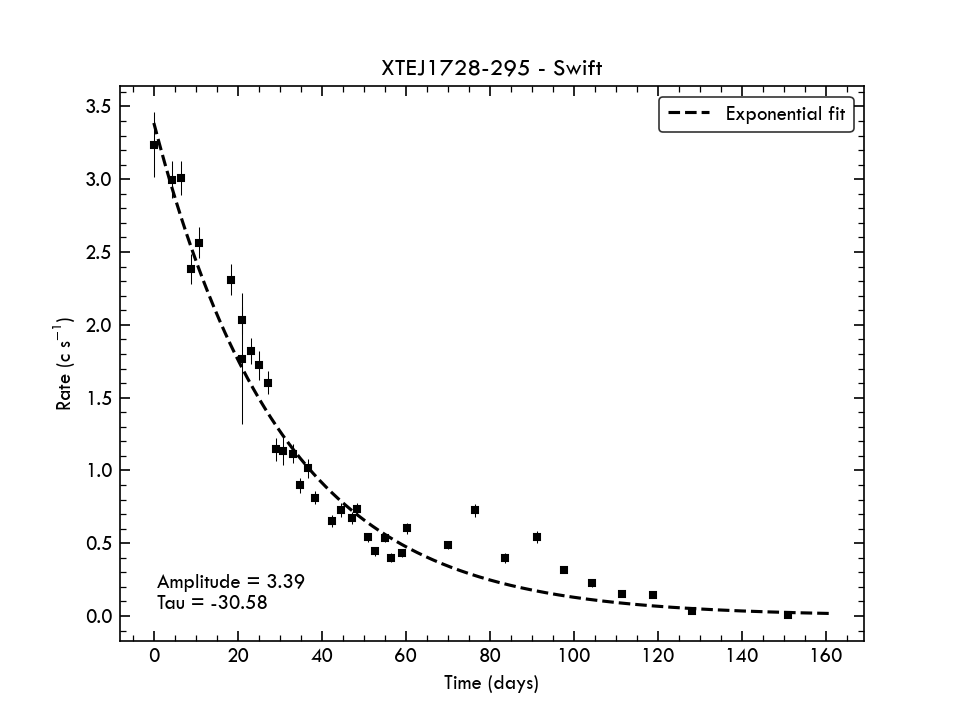 XTEJ1728-295 - Swift
Exponential fit
3.5
3.0
2.5
2.0
1.5
1.0
0.5
0.0
Rate (c s⁻¹)
Amplitude = 3.39
Tau = -30.58
0 20 40 60 80 100 120 140 160
Time (days)